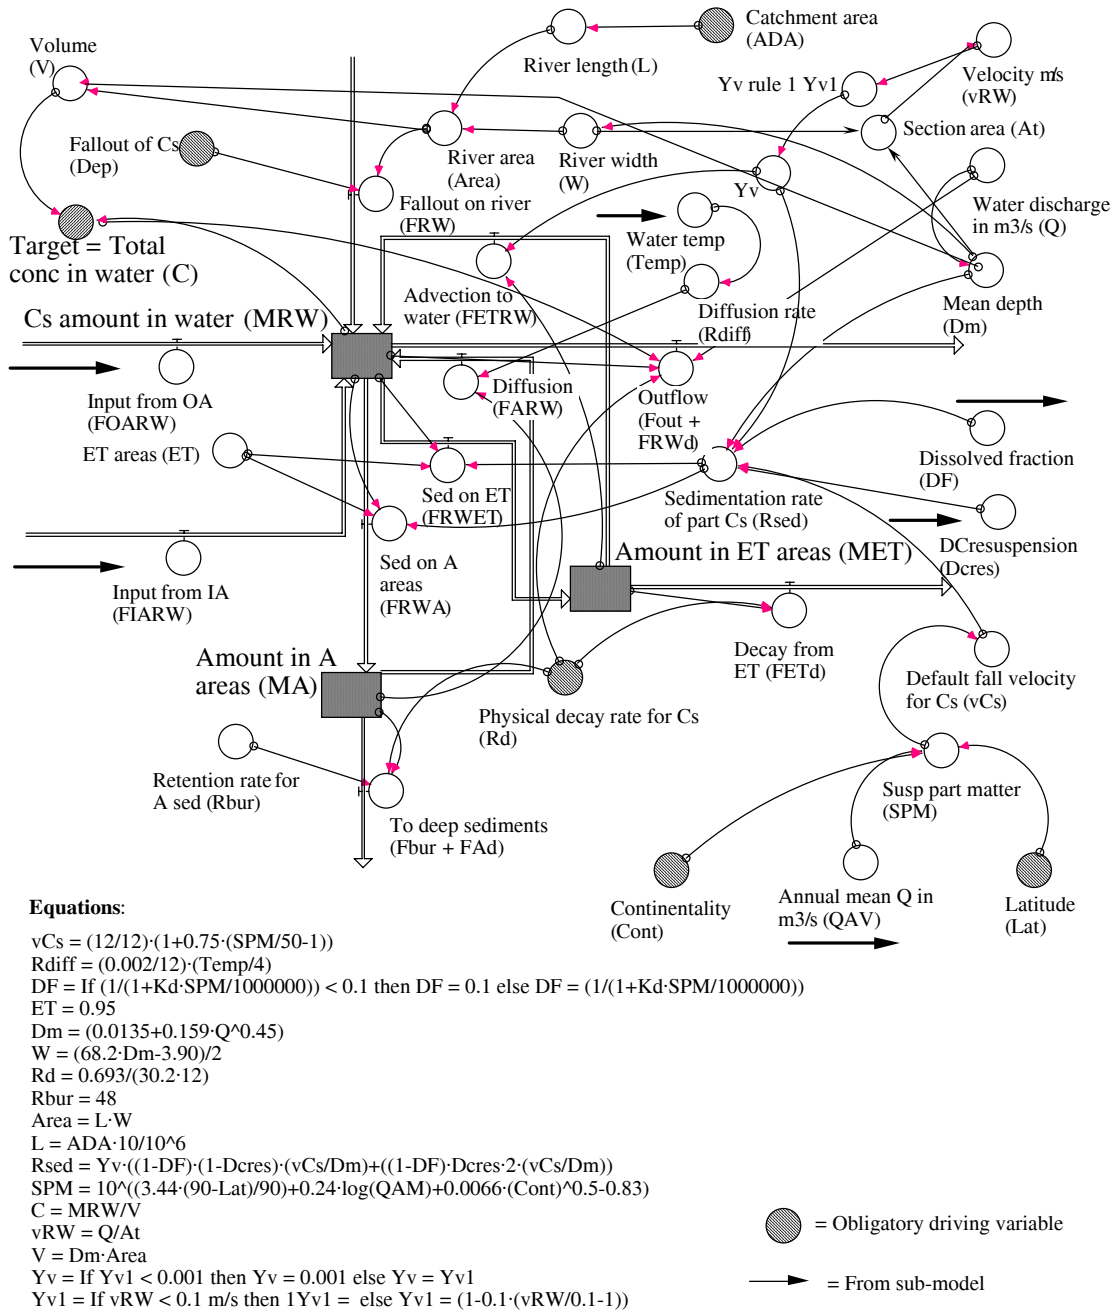 Catchment area
(ADA)
Volume
(V)
River length (L)
Yv rule 1 Yv1
Velocity m/s
(vRW)
Fallout of Cs
(Dep)
River area
(Area)
River width
(W)
Section area (At)
Yv
Fallout on river
(FRW)
Water discharge
in m3/s (Q)
Target = Total
conc in water (C)
Water temp
(Temp)
Advection to
water (FETRW)
Diffusion rate
(Rdiff)
Mean depth
(Dm)
Cs amount in water (MRW)
Input from OA
(FOARW)
Diffusion
(FARW)
Outflow
(Fout +
FRWd)
ET areas (ET)
Dissolved fraction
(DF)
Sed on ET
(FRWET)
Sedimentation rate
of part Cs (Rsed)
Input from IA
(FIARW)
Sed on A
areas
(FRWA)
Amount in ET areas (MET)
DCresuspension
(Dcres)
Amount in A
areas (MA)
Decay from
ET (FETd)
Default fall velocity
for Cs (vCs)
Physical decay rate for Cs
(Rd)
Retention rate for
A sed (Rbur)
Susp part matter
(SPM)
To deep sediments
(Fbur + FAd)
Continentality
(Cont)
Annual mean Q in
m3/s (QAV)
Latitude
(Lat)
Equations:
vCs = (12/12)·(1+0.75·(SPM/50-1))
Rdiff = (0.002/12)·(Temp/4)
DF = If (1/(1+Kd·SPM/1000000)) < 0.1 then DF = 0.1 else DF = (1/(1+Kd·SPM/1000000))
ET = 0.95
Dm = (0.0135+0.159·Q^0.45)
W = (68.2·Dm-3.90)/2
Rd = 0.693/(30.2·12)
Rbur = 48
Area = L·W
L = ADA·10/10^6
Rsed = Yv·((1-DF)·(1-Dcres)·(vCs/Dm)+((1-DF)·Dcres·2·(vCs/Dm))
SPM = 10^((3.44·(90-Lat)/90)+0.24·log(QAM)+0.0066·(Cont)^0.5-0.83)
C = MRW/V
vRW = Q/At
V = Dm·Area
Yv = If Yv1 < 0.001 then Yv = 0.001 else Yv = Yv1
Yv1 = If vRW < 0.1 m/s then 1Yv1 = else Yv1 = (1-0.1·(vRW/0.1-1))
= Obligatory driving variable
= From sub-model